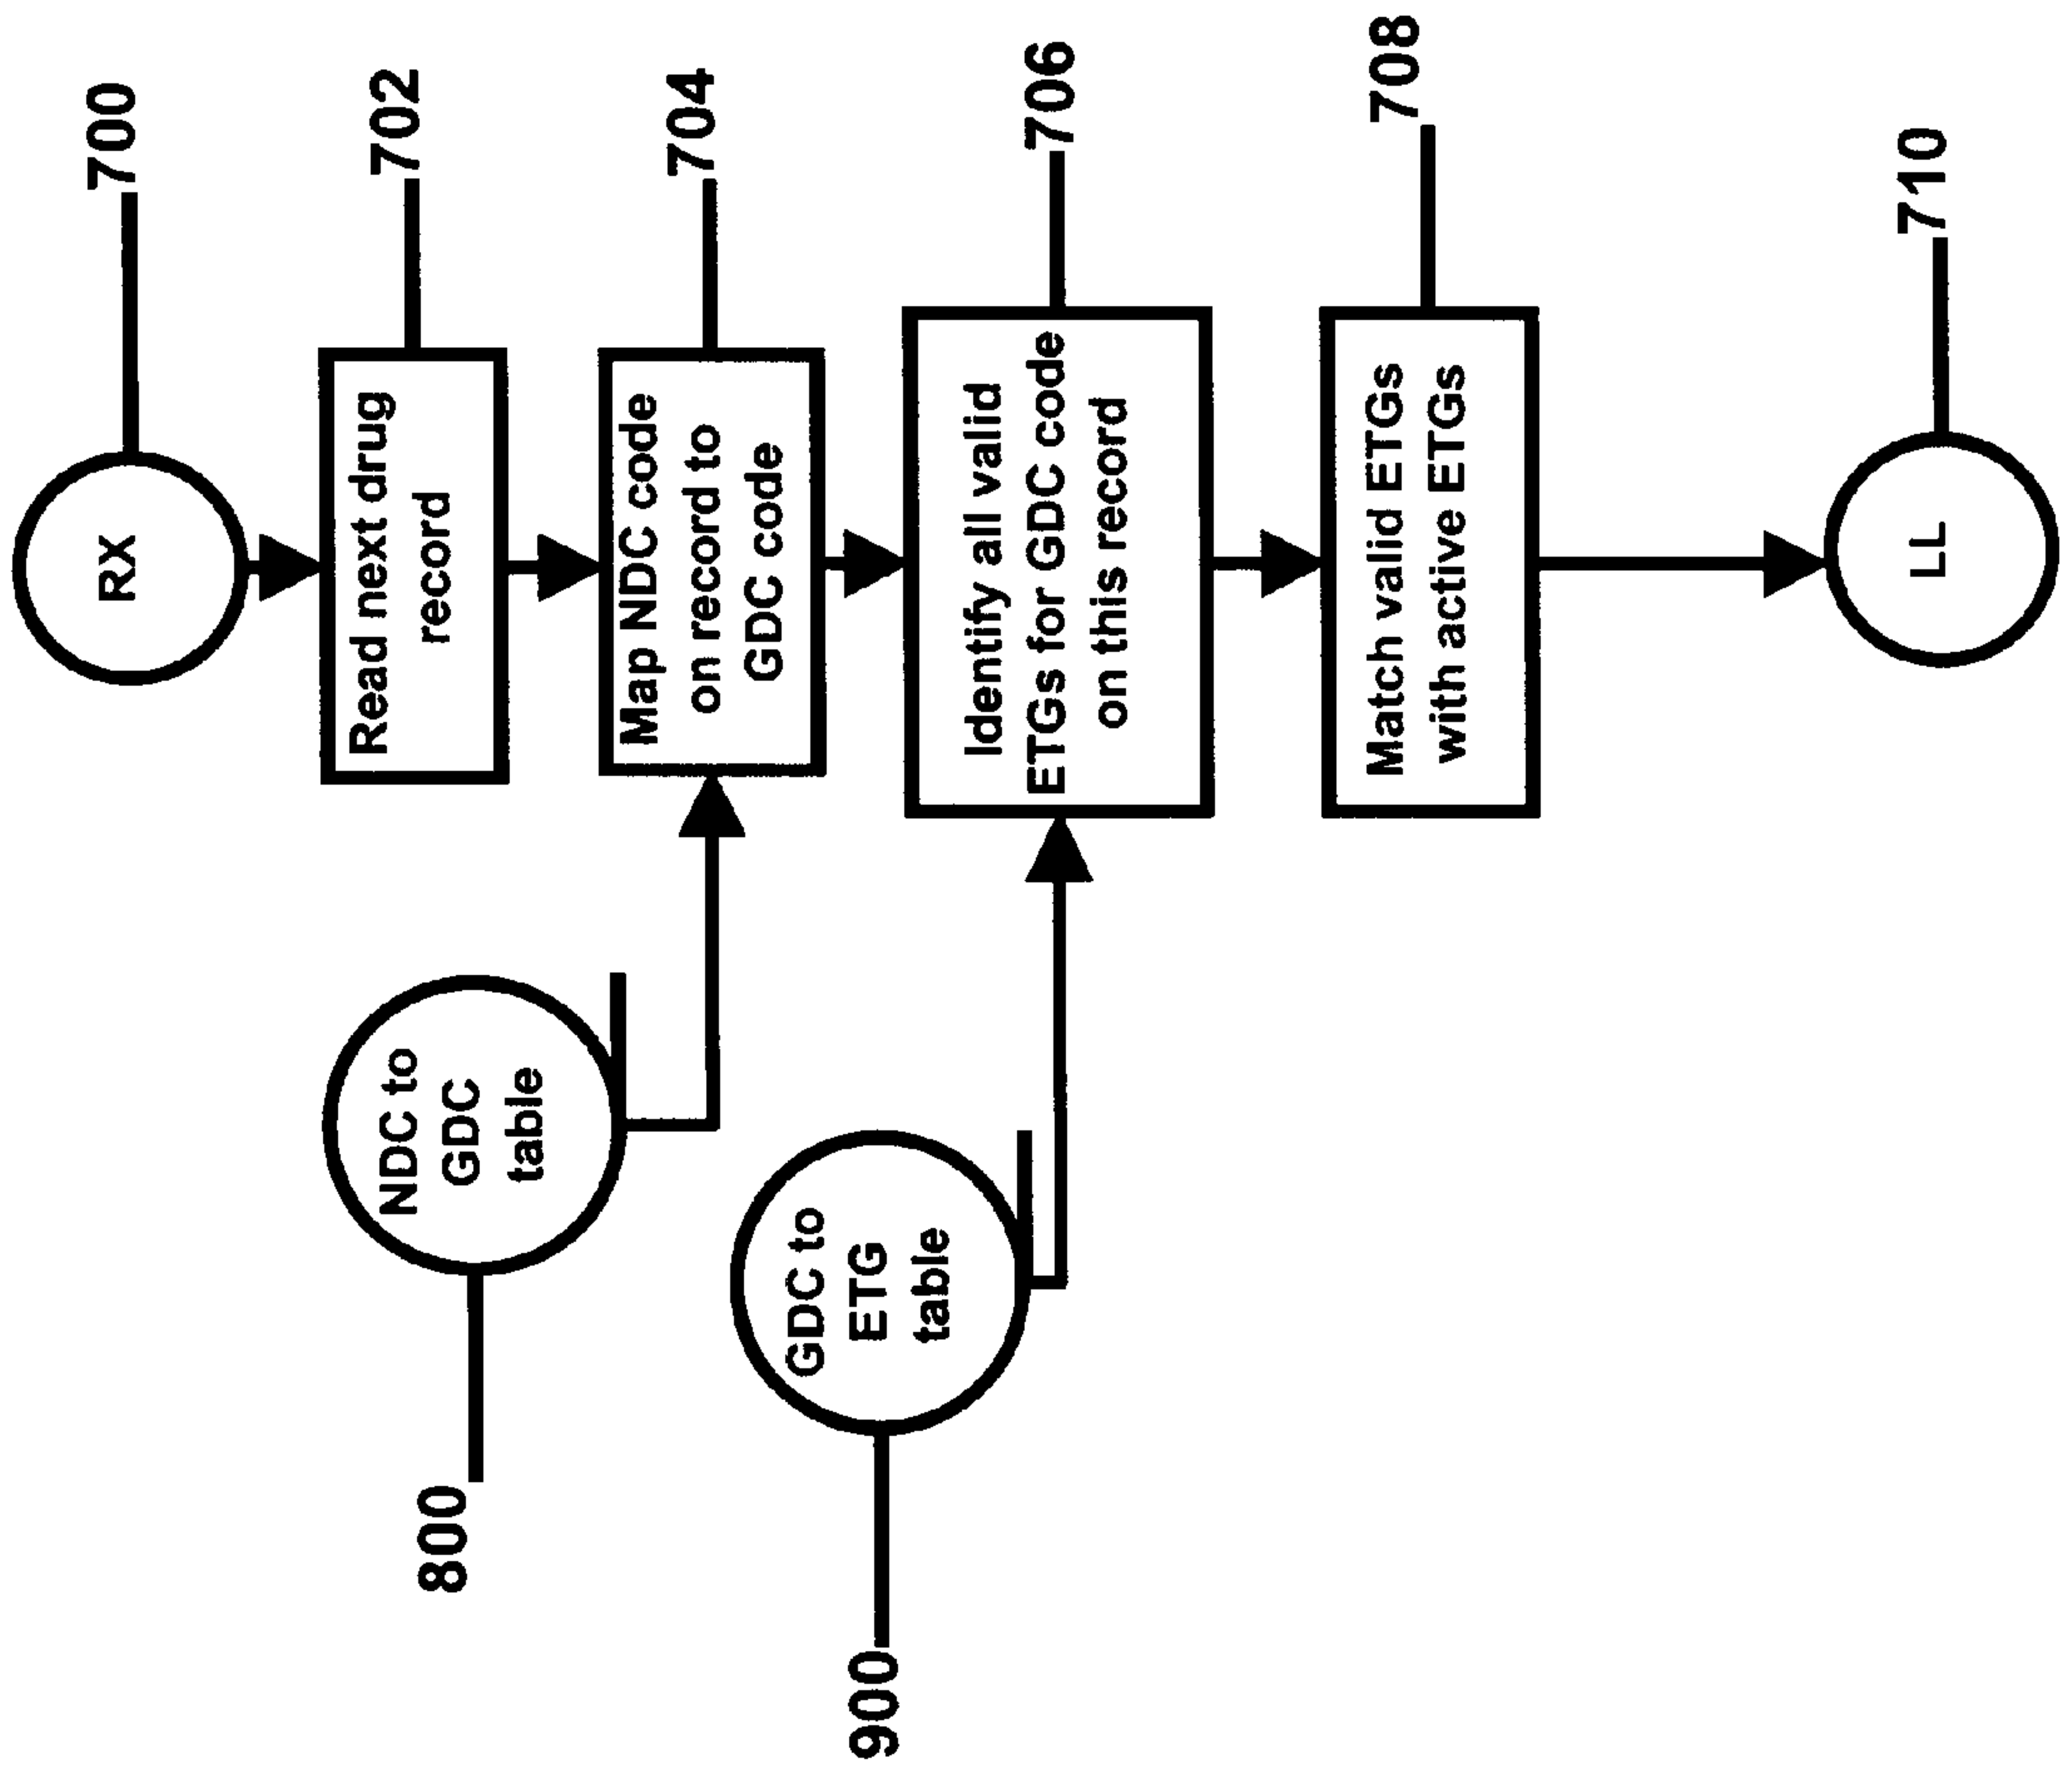 RX
700
Read next drug
record
702
Map NDC code
on record to
GDC code
704
NDC to
GDC
table
800
Identify all valid
ETGs for GDC code
on this record
706
GDC to
ETG
table
900
Match valid ETGs
with active ETGs
708
LL
710